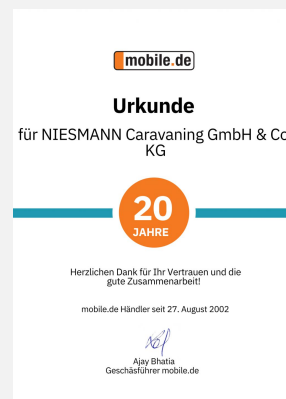 mobile.de
Urkunde
für NIESMANN Caravaning GmbH & Co
KG
20
JAHRE
Herzlichen Dank für Ihr Vertrauen und die
gute Zusammenarbeit!
mobile.de Händler seit 27. August 2002
Ajay Bhatia
Geschäsführer mobile.de